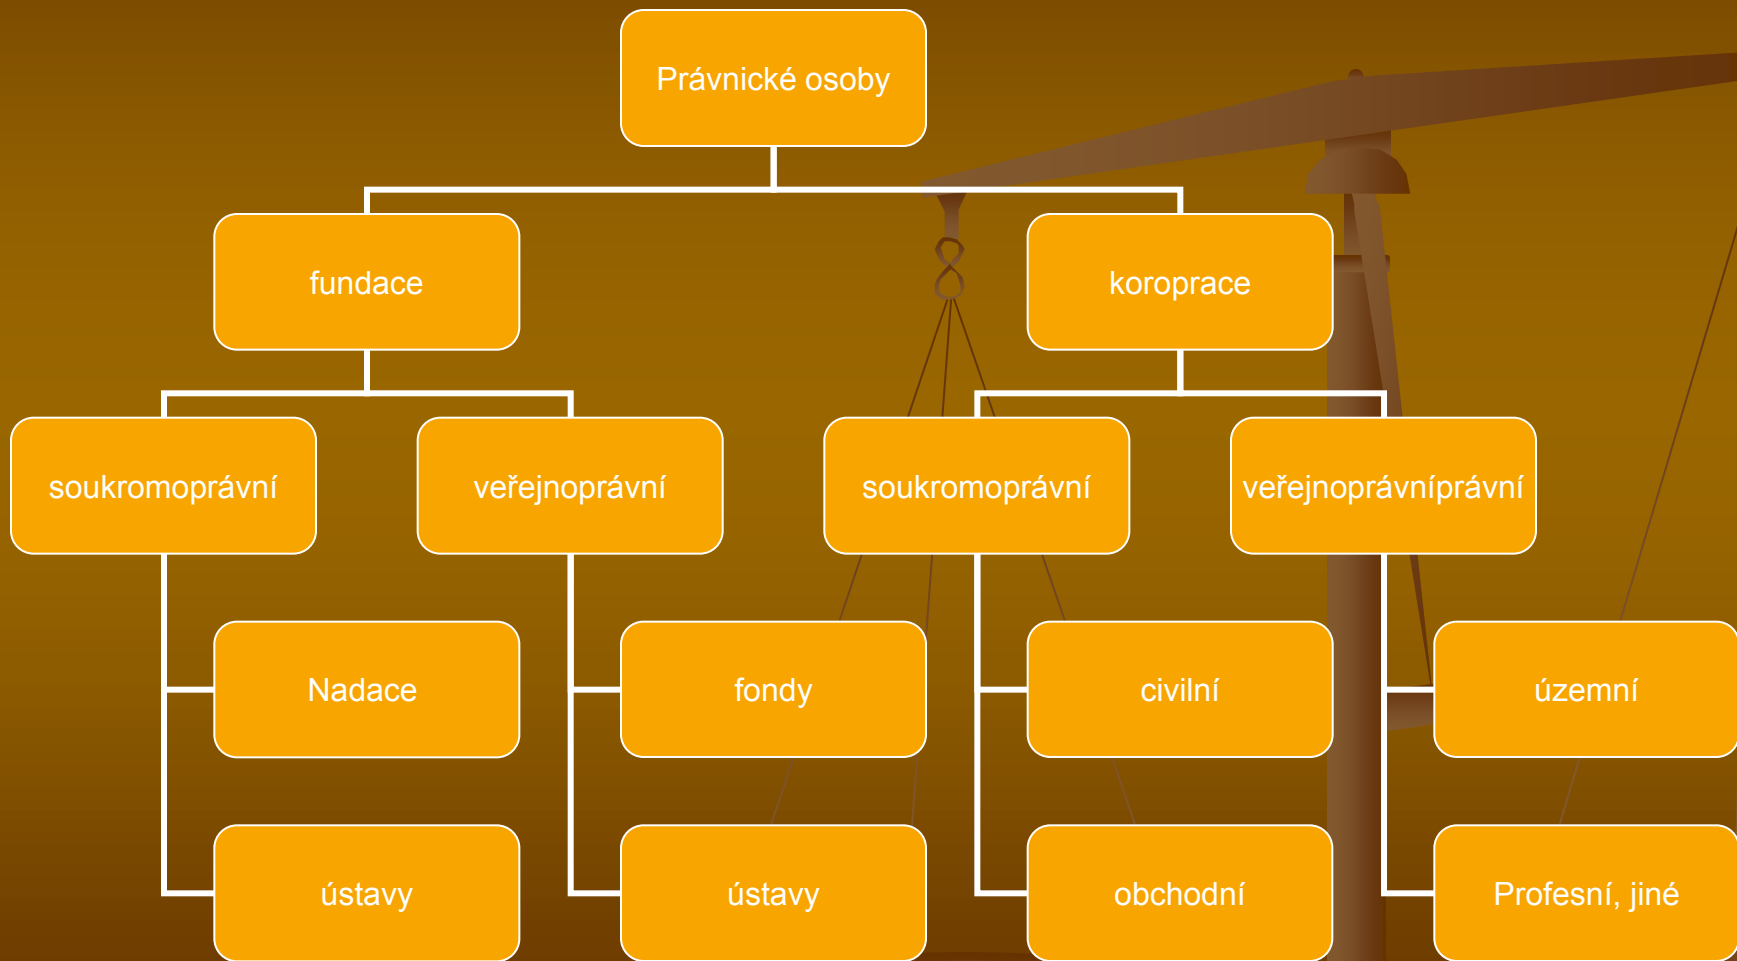 Právnické osoby
fundace
koroprace
soukromoprávní
veřejnoprávní
soukromoprávní
veřejnoprávníprávní
Nadace
fondy
civilní
územní
ústavy
ústavy
obchodní
Profesní, jiné